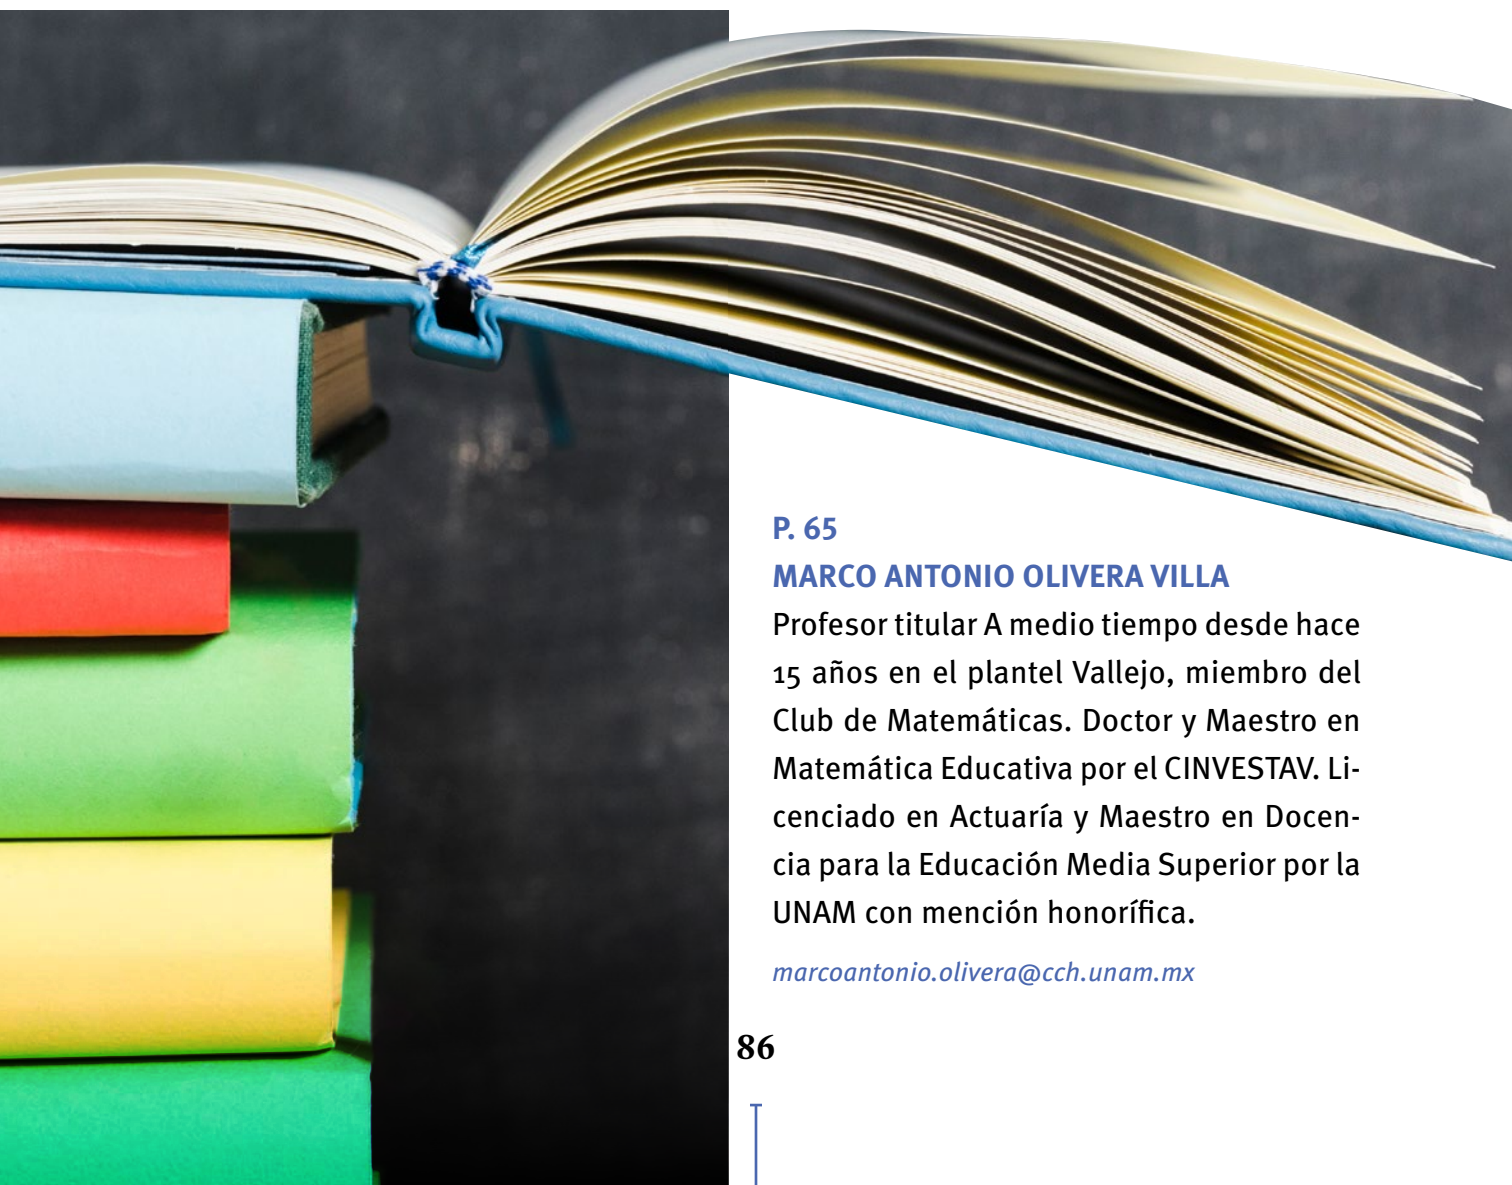 P. 65
MARCO ANTONIO OLIVERA VILLA
Profesor titular A medio tiempo desde hace
15 años en el plantel Vallejo, miembro del
Club de Matemáticas. Doctor y Maestro en
Matemática Educativa por el CINVESTAV. Li-
cenciado en Actuaría y Maestro en Docen-
cia para la Educación Media Superior por la
UNAM con mención honorífica.
marcoantonio.olivera@cch.unam.mx
86